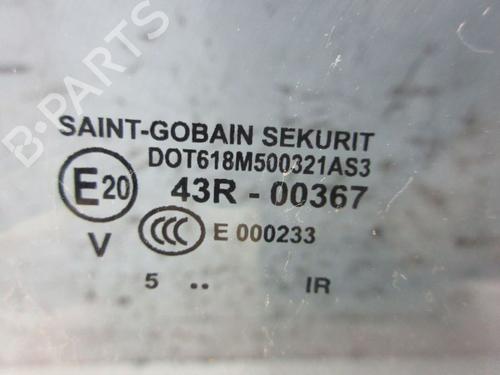 B-PARTS
SAINT-GOBAIN SEKURIT
DOT618M500321AS3
E20 43R - 00367
V CCC E 000233
5 .. IR